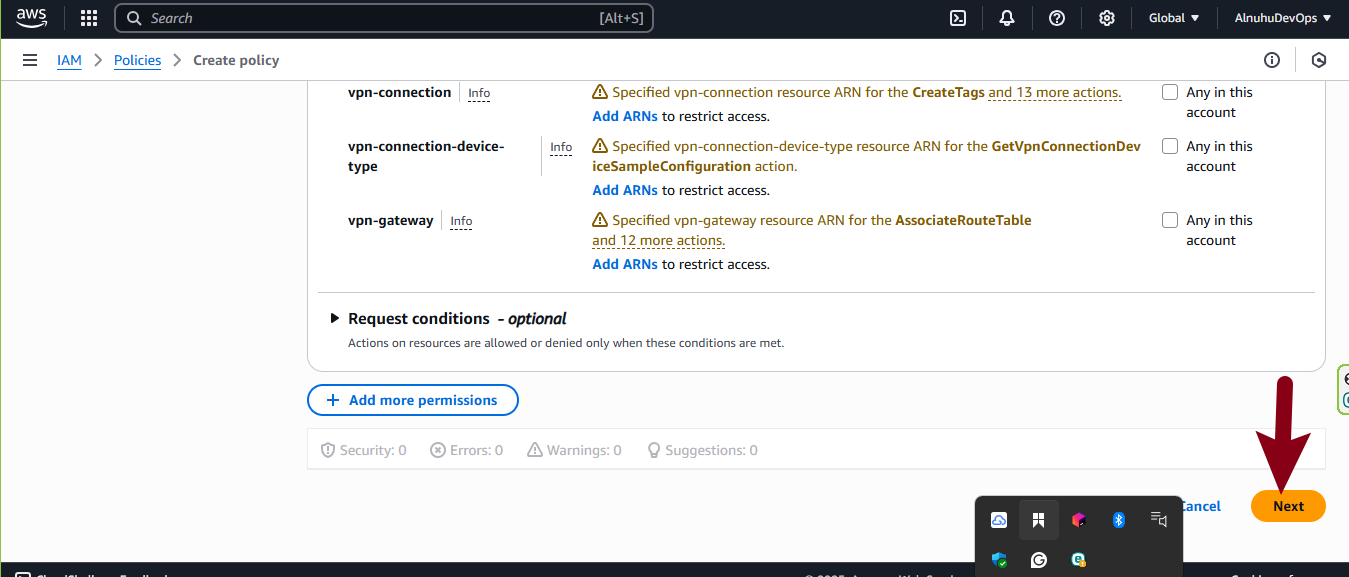 aws
Search
[Alt+S]
Global
AlnuhuDevOps
IAM
Policies
Create policy
vpn-connection
Info
Specified vpn-connection resource ARN for the CreateTags and 13 more actions.
Add ARNs to restrict access.
Any in this
account
vpn-connection-device-
type
Info
Specified vpn-connection-device-type resource ARN for the GetVpnConnectionDev
iceSampleConfiguration action.
Add ARNs to restrict access.
Any in this
account
vpn-gateway
Info
Specified vpn-gateway resource ARN for the AssociateRouteTable
and 12 more actions.
Add ARNs to restrict access.
Any in this
account
Request conditions - optional
Actions on resources are allowed or denied only when these conditions are met.
+ Add more permissions
Security: 0
Errors: 0
Warnings: 0
Suggestions: 0
Cancel
Next